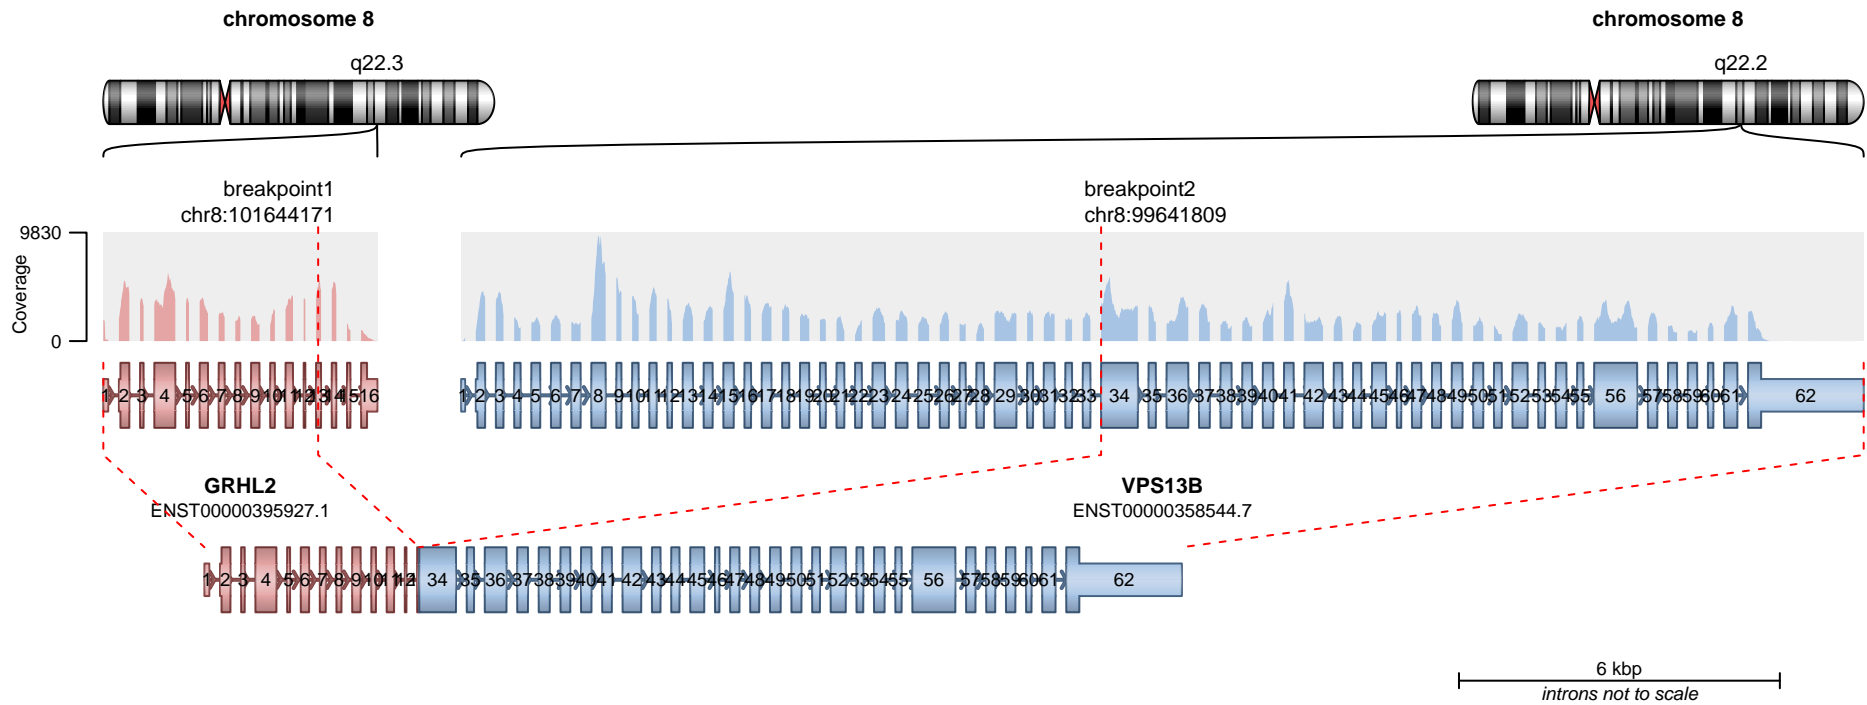 chromosome 8
chromosome 8
q22.3
q22.2
breakpoint1
chr8:101644171
breakpoint2
chr8:99641809
9830
Coverage
0
1 2 3 4 5 6 7 8 9 10 11 12 13 14 15 16
1 2 3 4 5 6 7 8 9 10 11 12 13 14 15 16 17 18 19 20 21 22 23 24 25 26 27 28 29 30 31 32 33 34 35 36 37 38 39 40 41 42 43 44 45 46 47 48 49 50 51 52 53 54 55 56 57 58 59 60 61 62
GRHL2
ENST00000395927.1
VPS13B
ENST00000358544.7
1 2 3 4 5 6 7 8 9 10 11 12 34 35 36 37 38 39 40 41 42 43 44 45 46 47 48 49 50 51 52 53 54 55 56 57 58 59 60 61 62
6 kbp
introns not to scale